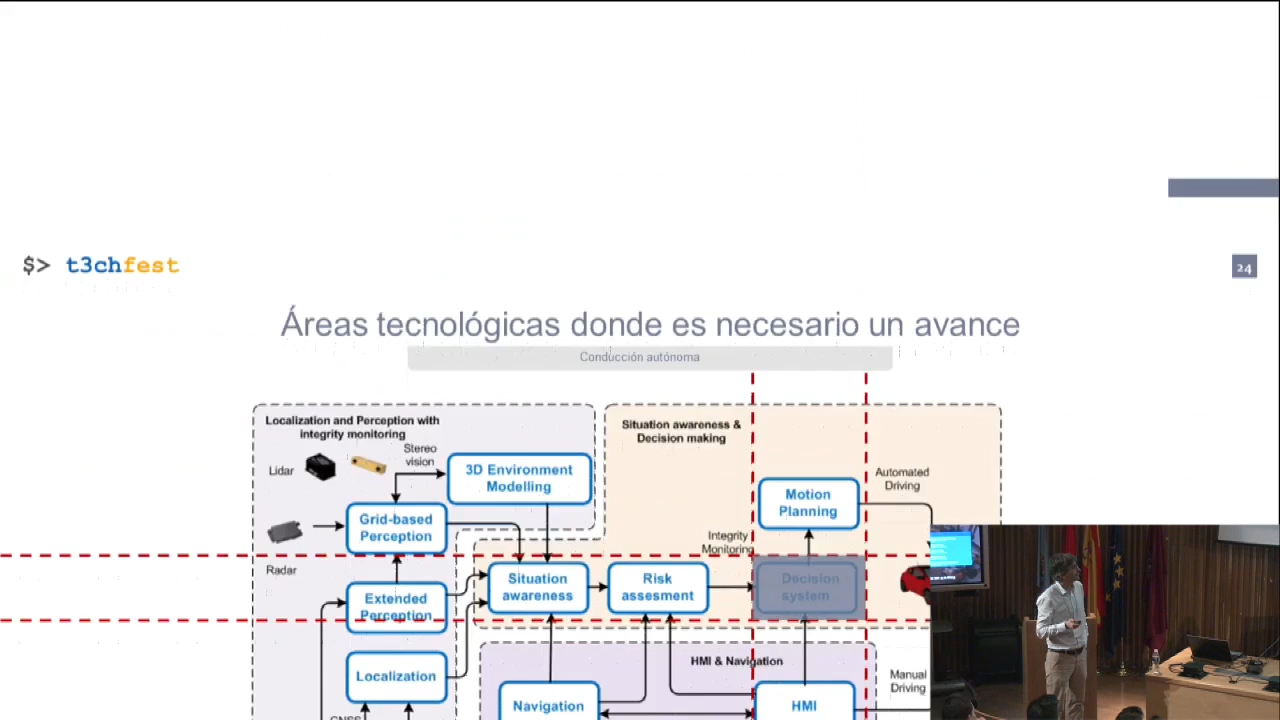 $> t3chfest
24
Áreas tecnológicas donde es necesario un avance
Conducción autónoma
Localization and Perception with
integrity monitoring
Stereo
vision
Lidar
3D Environment
Modelling
Grid-based
Perception
Radar
Extended
Perception
Localization
GNSS
Situation awareness &
Decision making
Motion
Planning
Automated
Driving
Integrity
Monitoring
Situation
awareness
Risk
assesment
Decision
system
HMI & Navigation
Navigation
HMI
Manual
Driving